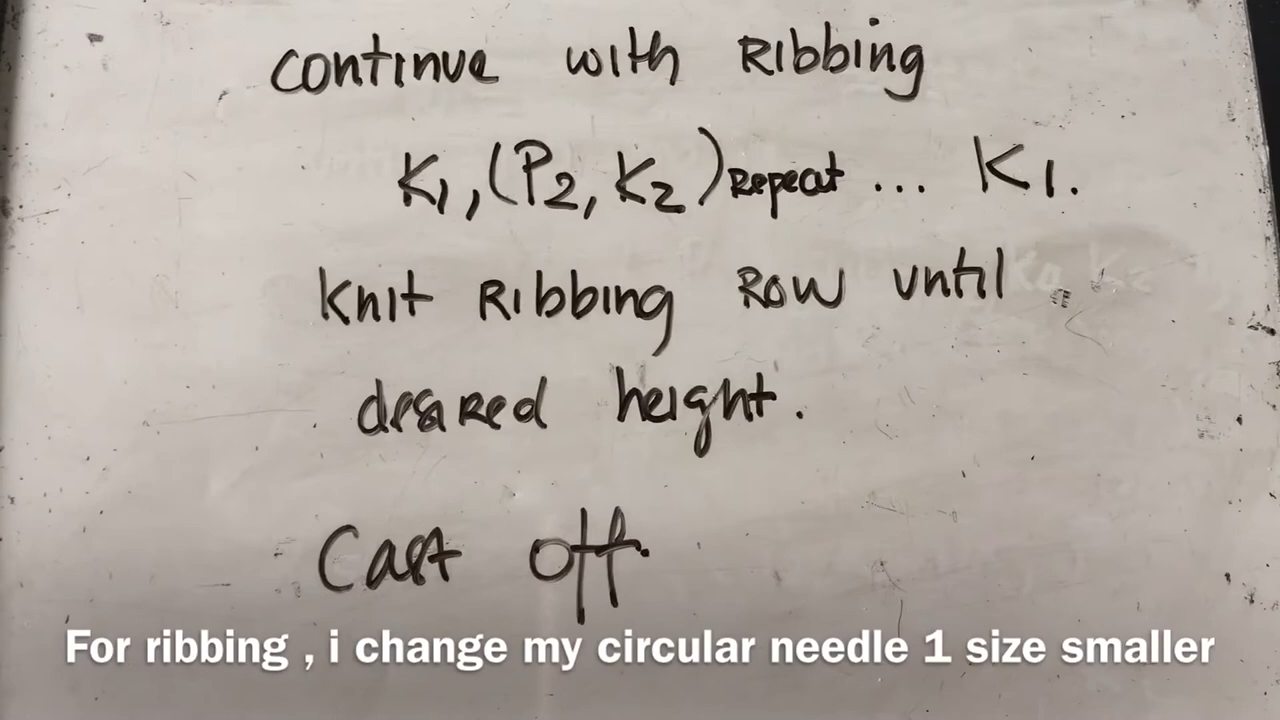 continue with Ribbing
K1, (P2, K2) Repeat ... K1.
Knit Ribbing Row until
desired height.
Cast off.
For ribbing , i change my circular needle 1 size smaller